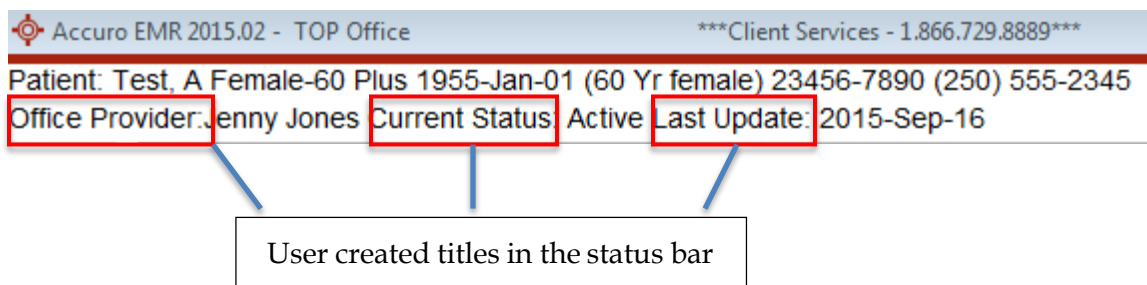 Accuro EMR 2015.02 - TOP Office ***Client Services - 1.866.729.8889***
Patient: Test, A Female-60 Plus 1955-Jan-01 (60 Yr female) 23456-7890 (250) 555-2345
Office Provider:Jenny Jones Current Status: Active Last Update: 2015-Sep-16
User created titles in the status bar